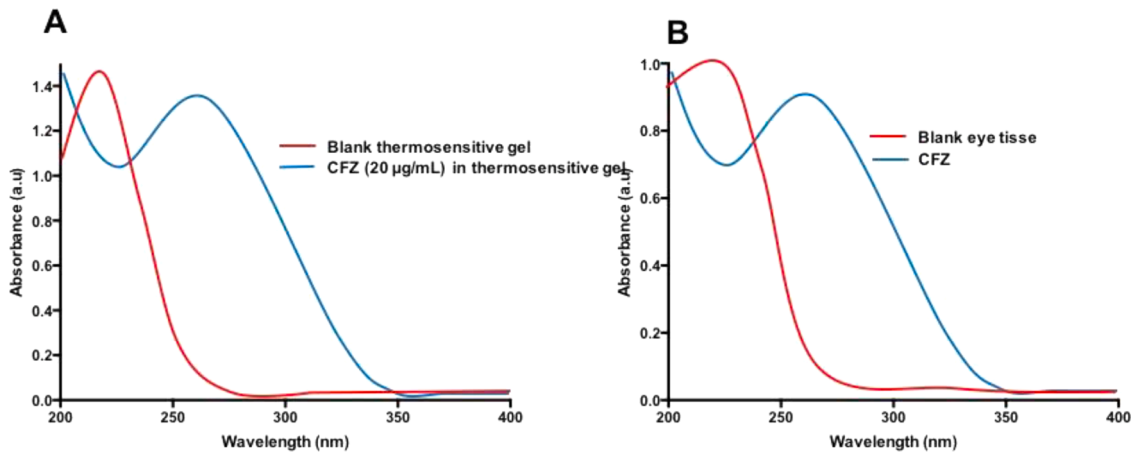 A
1.4
1.2
1.0
0.8
0.6
0.4
0.2
0.0
Absorbance (a.u)
200
250
300
350
400
Wavelength (nm)
Blank thermosensitive gel
CFZ (20 µg/mL) in thermosensitive gel
B
1.0
0.8
0.6
0.4
0.2
0.0
Absorbance (a.u)
200
250
300
350
400
Wavelength (nm)
Blank eye tisse
CFZ